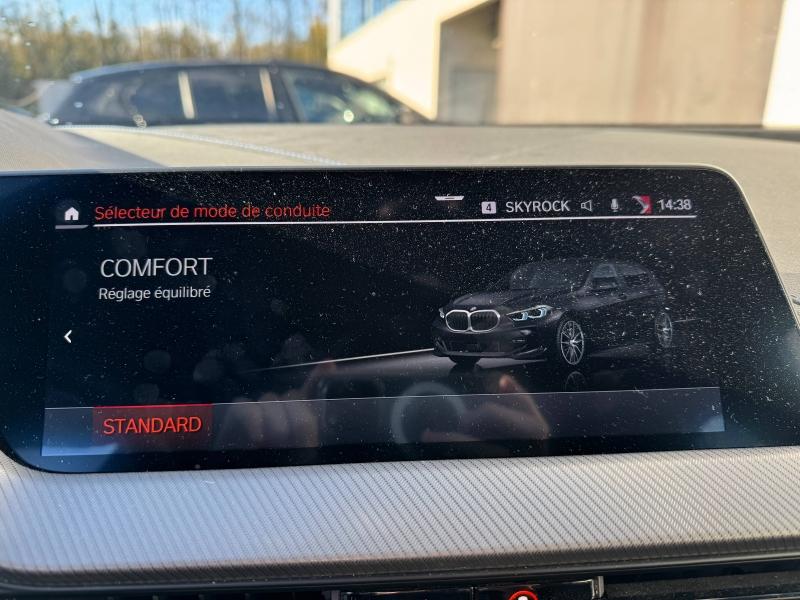 Sélecteur de mode de conduite
4 SKYROCK 14:38
COMFORT
Réglage équilibré
STANDARD